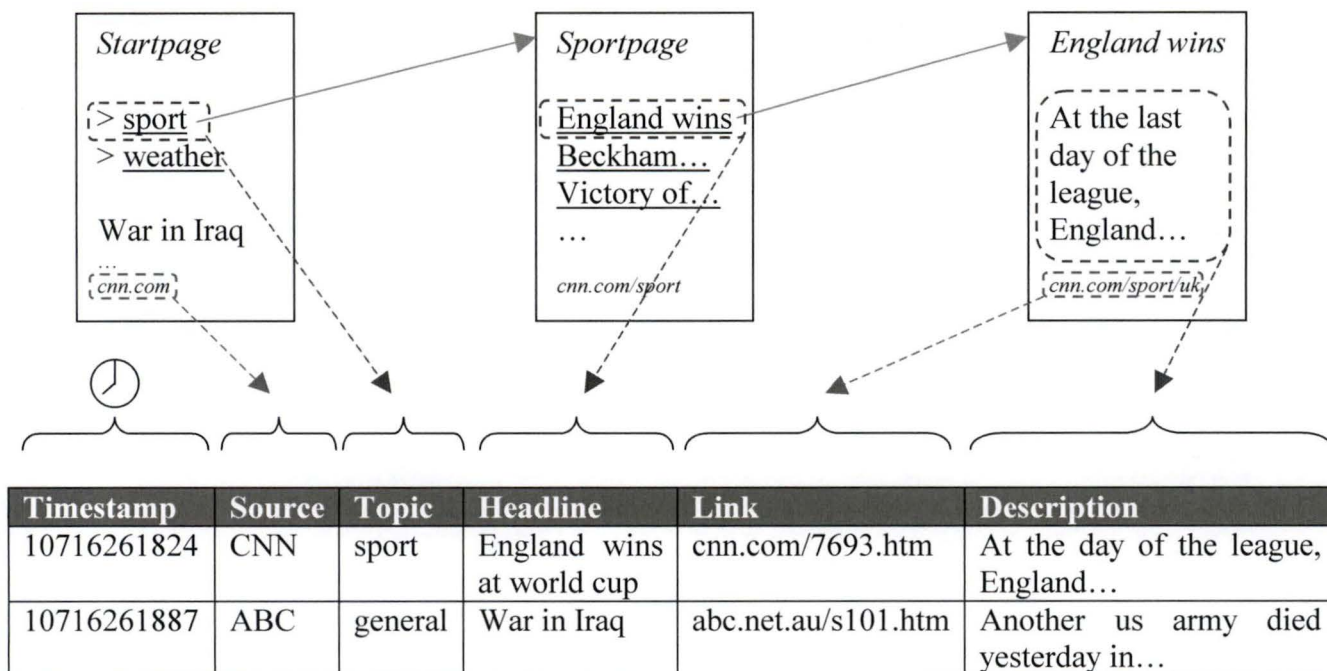 Startpage
> sport
> weather
War in Iraq
...
cnn.com
Sportpage
England wins
Beckham…
Victory of…
…
cnn.com/sport
England wins
At the last
day of the
league,
England…
cnn.com/sport/uk
Timestamp Source Topic Headline Link Description
10716261824 CNN sport England wins at world cup cnn.com/7693.htm At the day of the league, England…
10716261887 ABC general War in Iraq abc.net.au/s101.htm Another us army died yesterday in…